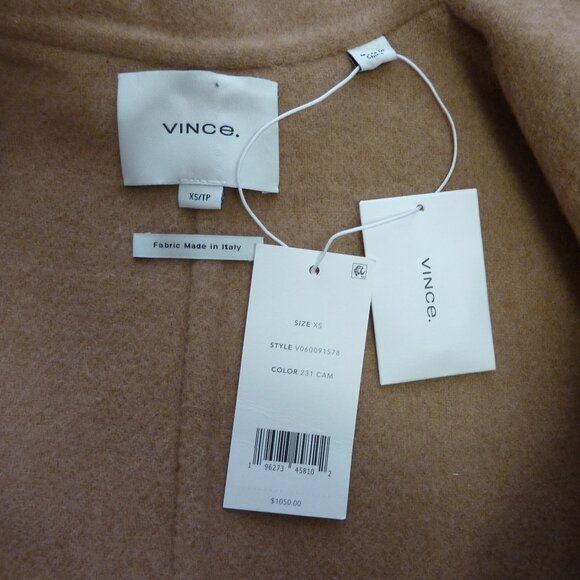 VINCE.
XS/TP
Fabric Made in Italy
VINCE.
SIZE XS
STYLE V060091578
COLOR 231 CAM
1 96273 45810 2
$1050.00